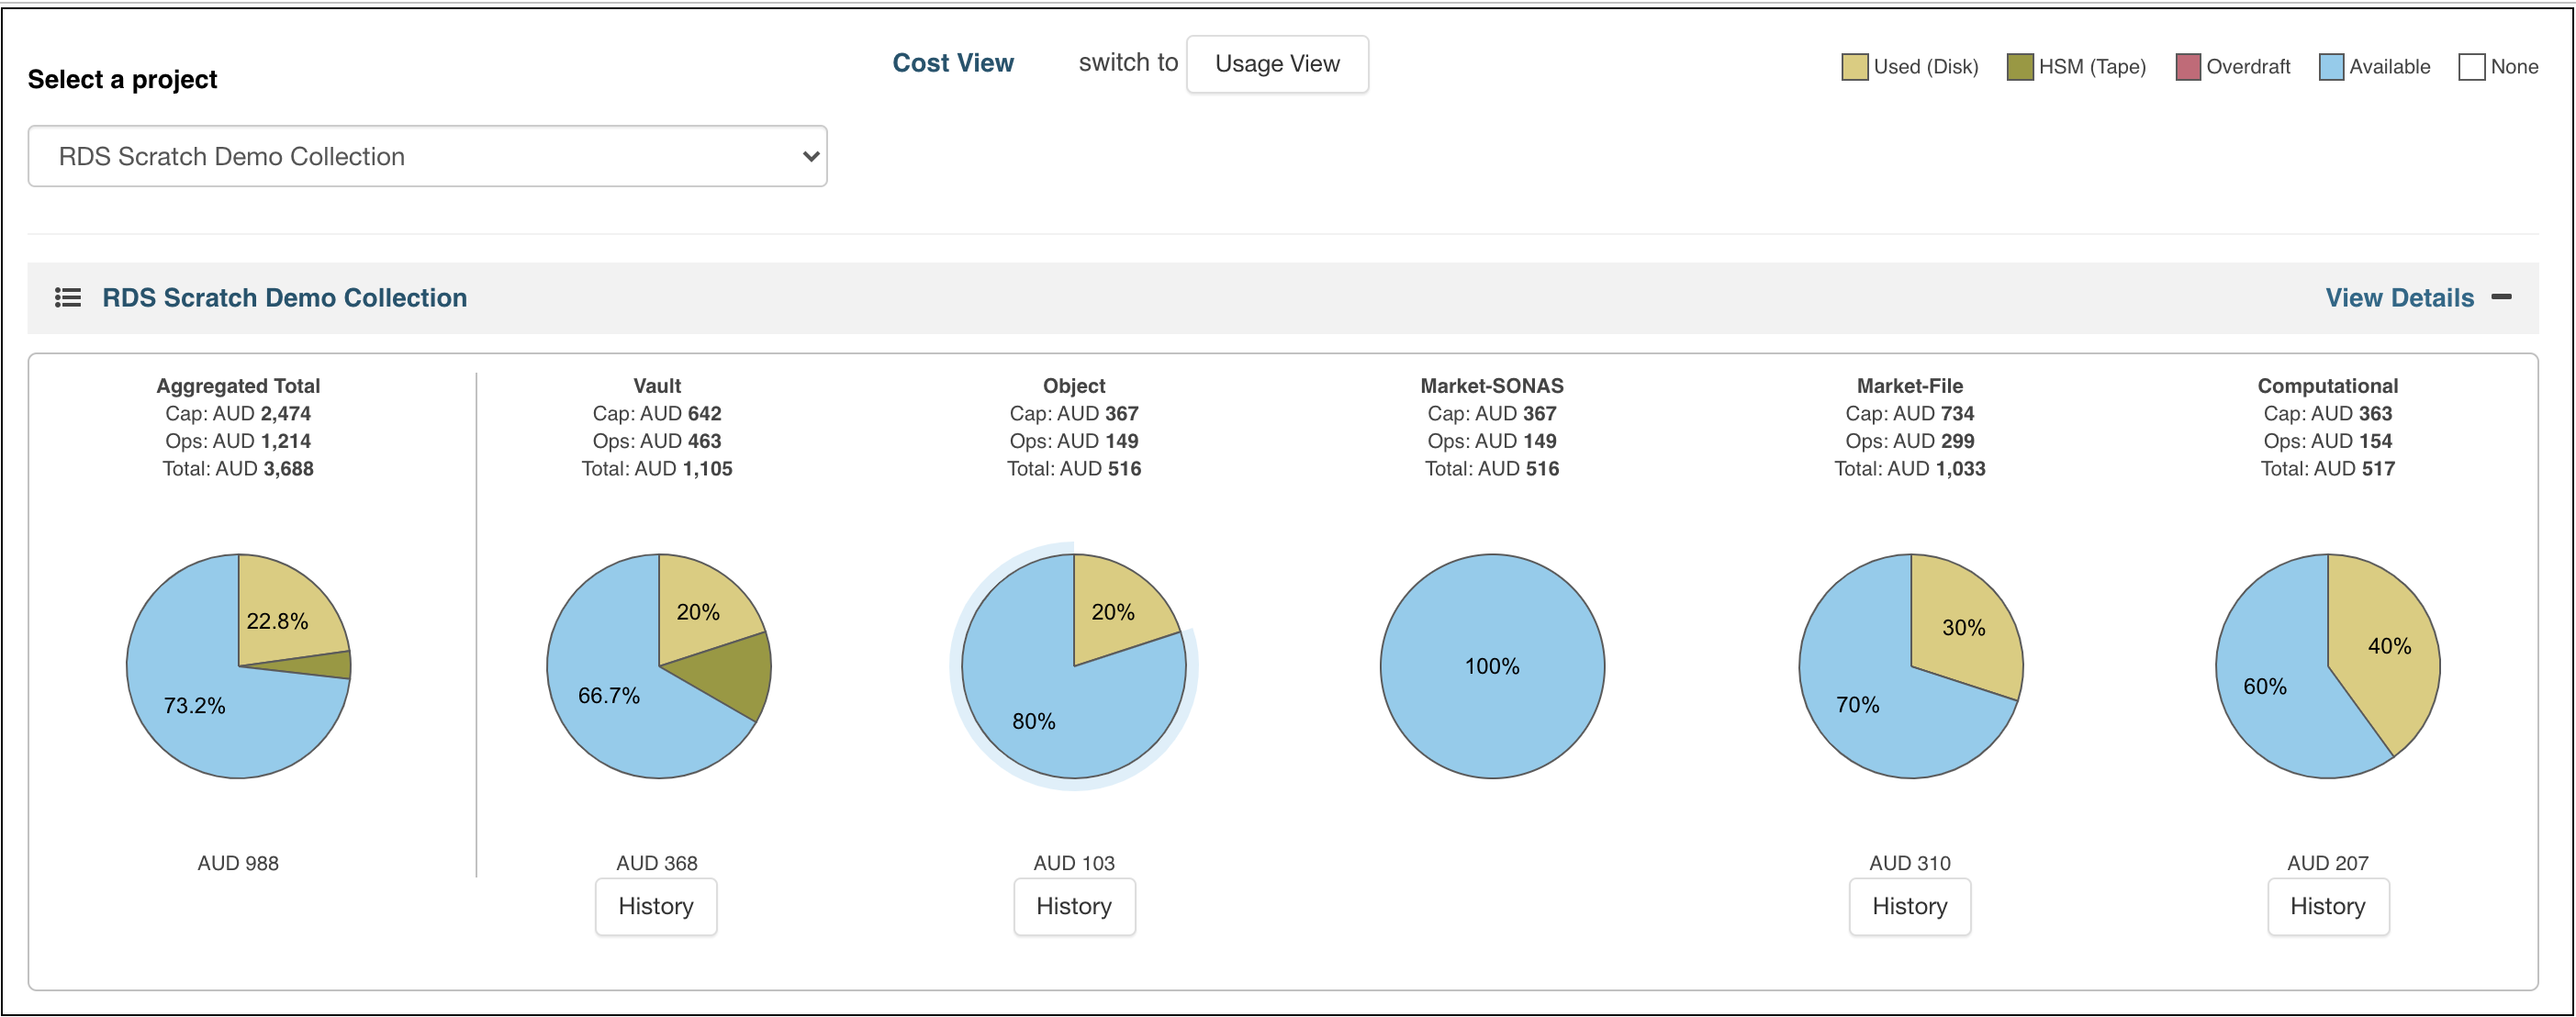 Select a project
Cost View switch to Usage View
Used (Disk) HSM (Tape) Overdraft Available None
RDS Scratch Demo Collection
RDS Scratch Demo Collection
View Details
Aggregated Total
Cap: AUD 2,474
Ops: AUD 1,214
Total: AUD 3,688
22.8%
73.2%
AUD 988
Vault
Cap: AUD 642
Ops: AUD 463
Total: AUD 1,105
20%
66.7%
AUD 368
History
Object
Cap: AUD 367
Ops: AUD 149
Total: AUD 516
20%
80%
AUD 103
History
Market-SONAS
Cap: AUD 367
Ops: AUD 149
Total: AUD 516
100%
Market-File
Cap: AUD 734
Ops: AUD 299
Total: AUD 1,033
30%
70%
AUD 310
History
Computational
Cap: AUD 363
Ops: AUD 154
Total: AUD 517
40%
60%
AUD 207
History